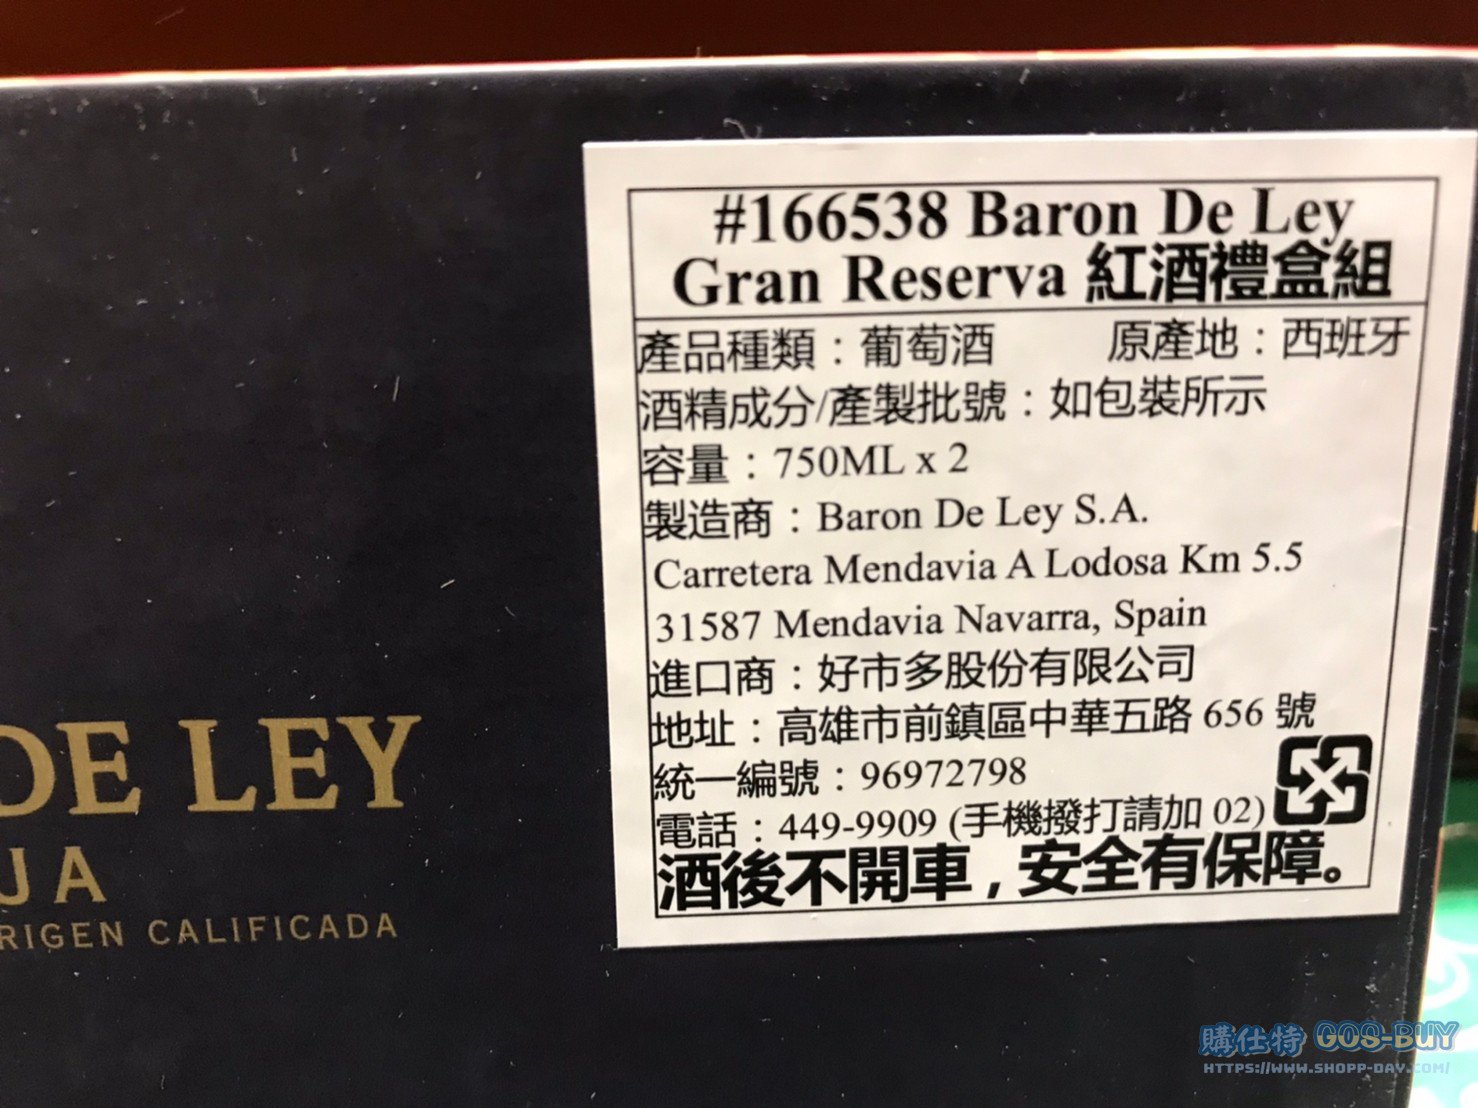 #166538 Baron De Ley
Gran Reserva 紅酒禮盒組
產品種類：葡萄酒 原產地：西班牙
酒精成分/產製批號：如包裝所示
容量：750ML x 2
製造商：Baron De Ley S.A.
Carretera Mendavia A Lodosa Km 5.5
31587 Mendavia Navarra, Spain
進口商：好市多股份有限公司
地址：高雄市前鎮區中華五路 656 號
統一編號：96972798
電話：449-9909 (手機撥打請加 02)
酒後不開車，安全有保障。
DE LEY
JA
RIGEN CALIFICADA
購仕特 GOS-BUY
HTTPS://WWW.SHOPP-DAY.COM/